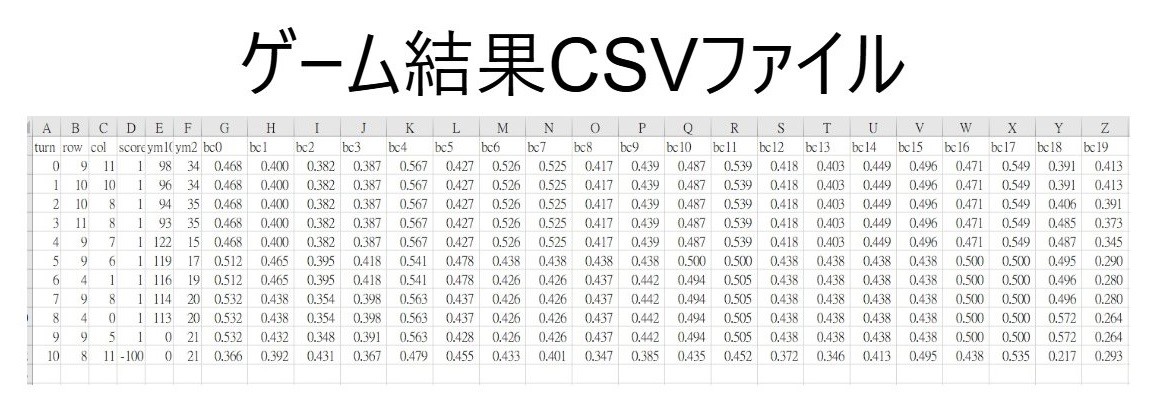 ゲーム結果CSVファイル
A B C D E F G H I J K L M N O P Q R S T U V W X Y Z
turn row col score ym1( ym2 bc0 bc1 bc2 bc3 bc4 bc5 bc6 bc7 bc8 bc9 bc10 bc11 bc12 bc13 bc14 bc15 bc16 bc17 bc18 bc19
0 9 11 1 98 34 0.468 0.400 0.382 0.387 0.567 0.427 0.526 0.525 0.417 0.439 0.487 0.539 0.418 0.403 0.449 0.496 0.471 0.549 0.391 0.413
1 10 10 1 96 34 0.468 0.400 0.382 0.387 0.567 0.427 0.526 0.525 0.417 0.439 0.487 0.539 0.418 0.403 0.449 0.496 0.471 0.549 0.391 0.413
2 10 8 1 94 35 0.468 0.400 0.382 0.387 0.567 0.427 0.526 0.525 0.417 0.439 0.487 0.539 0.418 0.403 0.449 0.496 0.471 0.549 0.406 0.391
3 11 8 1 93 35 0.468 0.400 0.382 0.387 0.567 0.427 0.526 0.525 0.417 0.439 0.487 0.539 0.418 0.403 0.449 0.496 0.471 0.549 0.485 0.373
4 9 7 1 122 15 0.468 0.400 0.382 0.387 0.567 0.427 0.526 0.525 0.417 0.439 0.487 0.539 0.418 0.403 0.449 0.496 0.471 0.549 0.487 0.345
5 9 6 1 119 17 0.512 0.465 0.395 0.418 0.541 0.478 0.438 0.438 0.438 0.438 0.500 0.500 0.438 0.438 0.438 0.438 0.500 0.500 0.495 0.290
6 4 1 1 116 19 0.512 0.465 0.395 0.418 0.541 0.478 0.426 0.426 0.437 0.442 0.494 0.505 0.438 0.438 0.438 0.438 0.500 0.500 0.496 0.280
7 9 8 1 114 20 0.532 0.438 0.354 0.398 0.563 0.437 0.426 0.426 0.437 0.442 0.494 0.505 0.438 0.438 0.438 0.438 0.500 0.500 0.496 0.280
8 4 0 1 113 20 0.532 0.438 0.354 0.398 0.563 0.437 0.426 0.426 0.437 0.442 0.494 0.505 0.438 0.438 0.438 0.438 0.500 0.500 0.572 0.264
9 9 5 1 0 21 0.532 0.432 0.348 0.391 0.563 0.428 0.426 0.426 0.437 0.442 0.494 0.505 0.438 0.438 0.438 0.438 0.500 0.500 0.572 0.264
10 8 11 -100 0 21 0.366 0.392 0.431 0.367 0.479 0.455 0.433 0.401 0.347 0.385 0.435 0.452 0.372 0.346 0.413 0.495 0.438 0.535 0.217 0.293